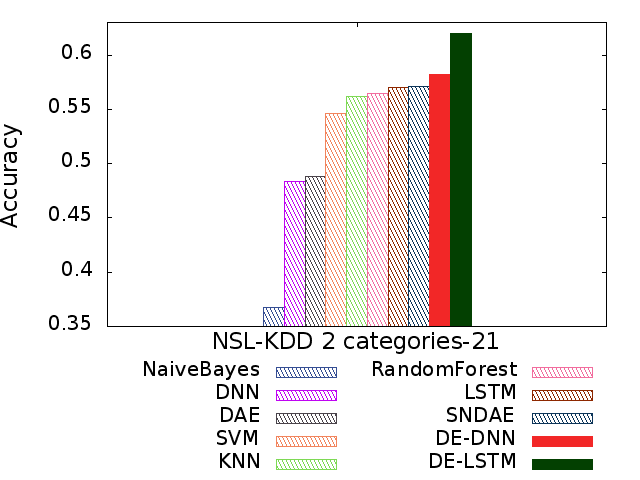 0.6
0.55
0.5
0.45
0.4
0.35
Accuracy
NSL-KDD 2 categories-21
NaiveBayes
DNN
DAE
SVM
KNN
RandomForest
LSTM
SNDAE
DE-DNN
DE-LSTM